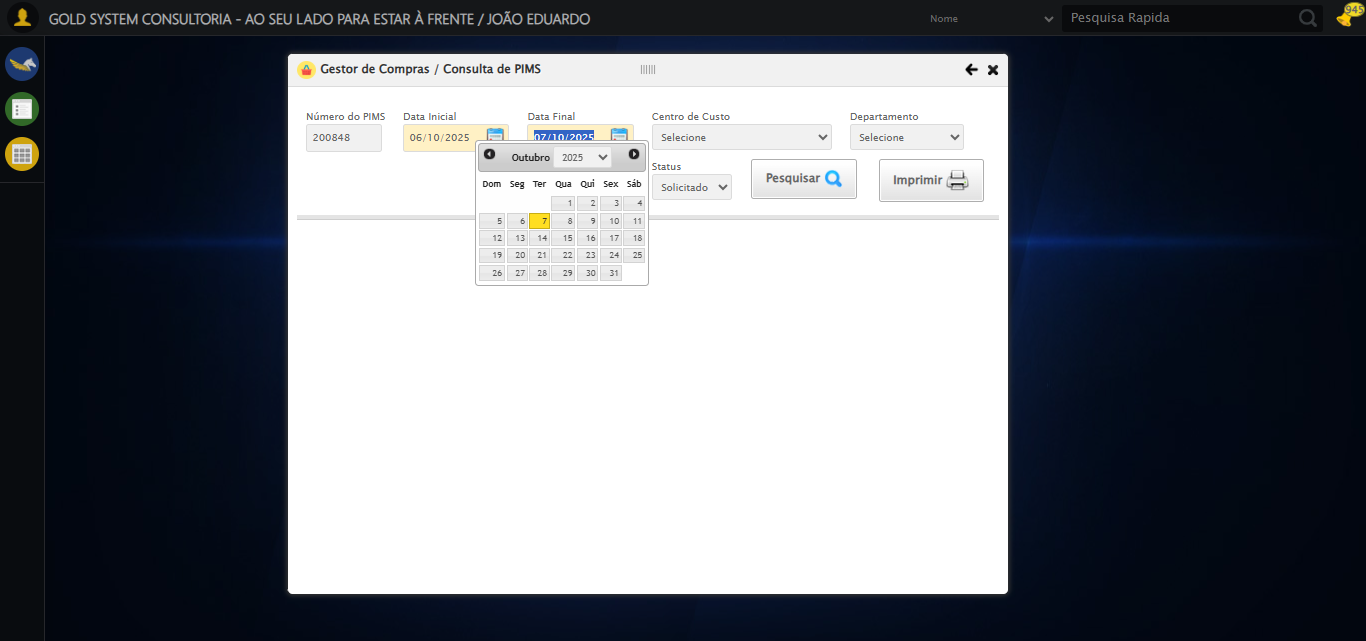 GOLD SYSTEM CONSULTORIA - AO SEU LADO PARA ESTAR À FRENTE / JOÃO EDUARDO
Nome
Pesquisa Rapida
945
Gestor de Compras / Consulta de PIMS
Número do PIMS
Data Inicial
Data Final
Centro de Custo
Departamento
200848
06/10/2025
07/10/2025
Selecione
Selecione
Status
Solicitado
Pesquisar
Imprimir
Outubro 2025
Dom Seg Ter Qua Qui Sex Sáb
1 2 3 4
5 6 7 8 9 10 11
12 13 14 15 16 17 18
19 20 21 22 23 24 25
26 27 28 29 30 31